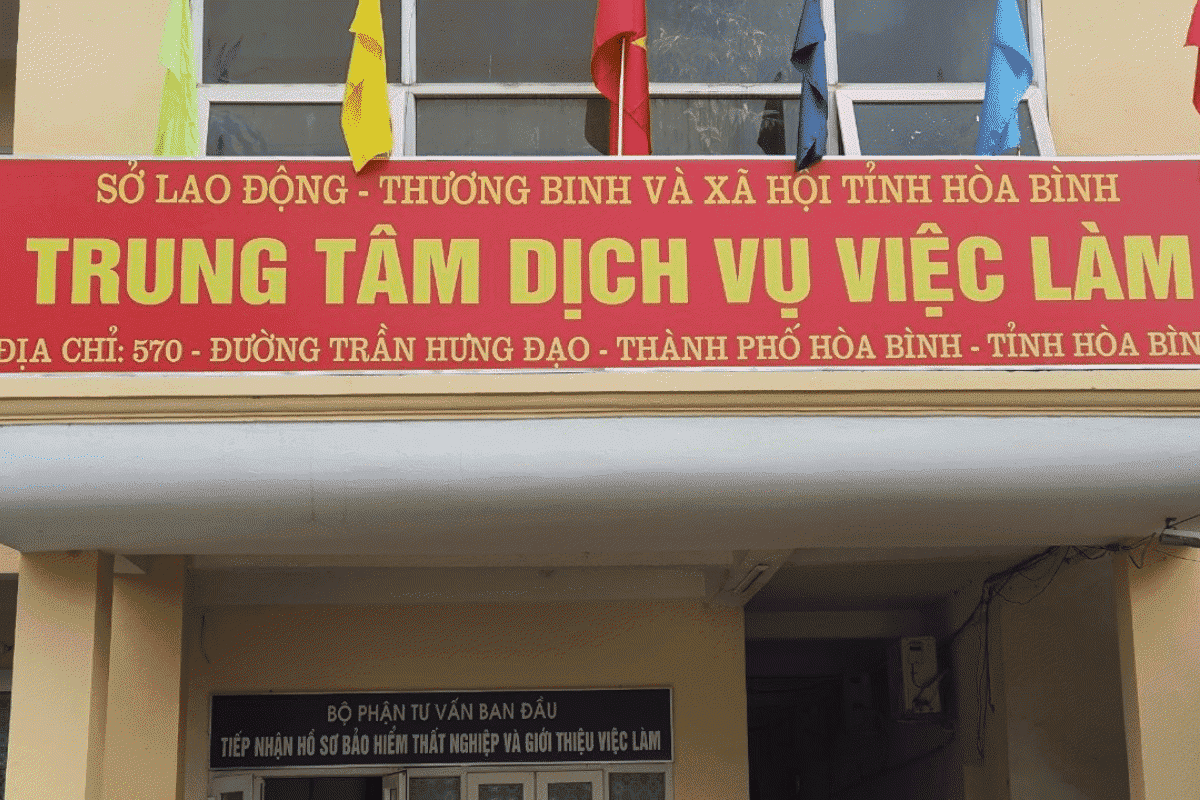 SỞ LAO ĐỘNG - THƯƠNG BINH VÀ XÃ HỘI TỈNH HÒA BÌNH
TRUNG TÂM DỊCH VỤ VIỆC LÀM
ĐỊA CHỈ: 570 - ĐƯỜNG TRẦN HƯNG ĐẠO - THÀNH PHỐ HÒA BÌNH - TỈNH HÒA BÌN
BỘ PHẬN TƯ VẤN BAN ĐẦU
TIẾP NHẬN HỒ SƠ BẢO HIỂM THẤT NGHIỆP VÀ GIỚI THIỆU VIỆC LÀM